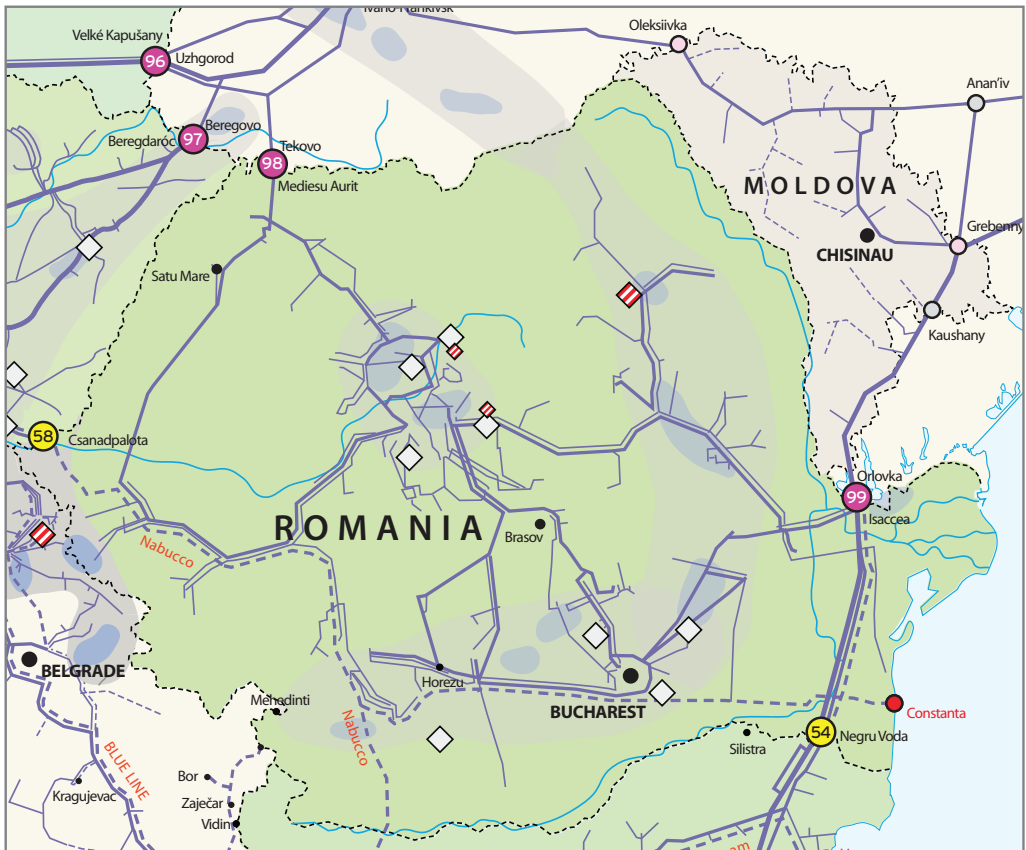 Ivano-Frankivsk
Velké Kapušany
Oleksiivka
96
Uzhgorod
Anan'iv
Beregovo
97
Beregdaróc
Tekovo
98
Mediesu Aurit
MOLDOVA
Grebenny
CHISINAU
Satu Mare
Kaushany
58
Csanadpalota
Orlovka
99
Isaccea
ROMANIA
Brasov
Nabucco
BELGRADE
Horezu
Mehedinti
BUCHAREST
Constanta
Nabucco
54
Negru Voda
Silistra
BLUE LINE
Bor
Kragujevac
Zaječar
Vidin